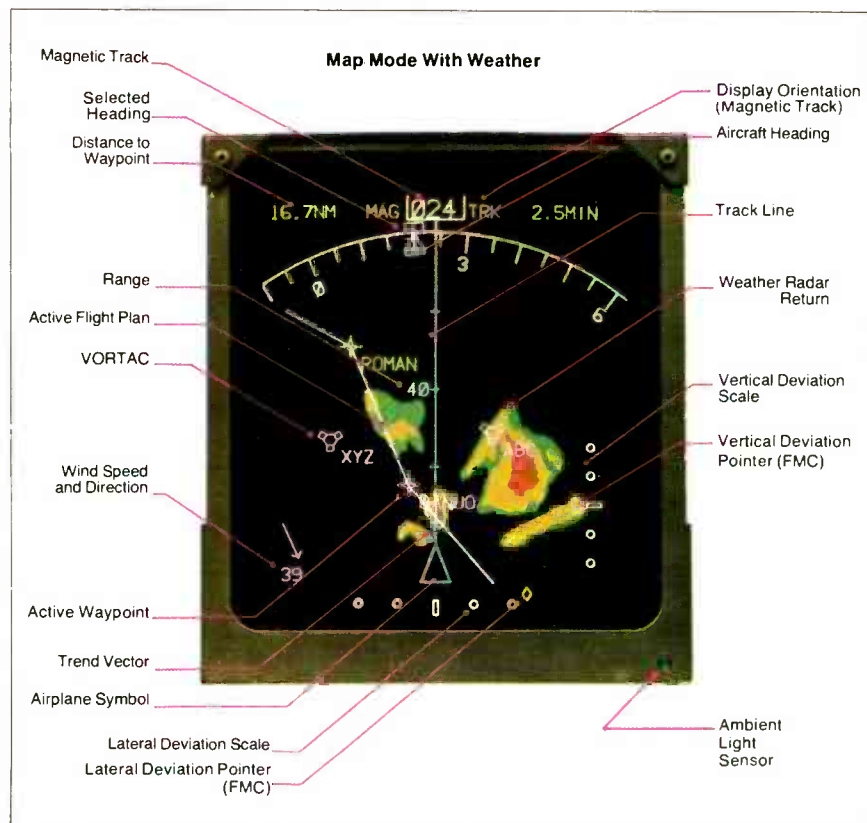 Map Mode With Weather
Magnetic Track
Selected
Heading
Distance to
Waypoint
Range
Active Flight Plan
VORTAC
Wind Speed
and Direction
Active Waypoint
Trend Vector
Airplane Symbol
Lateral Deviation Scale
Lateral Deviation Pointer
(FMC)
Display Orientation
(Magnetic Track)
Aircraft Heading
Track Line
Weather Radar
Return
Vertical Deviation
Scale
Vertical Deviation
Pointer (FMC)
Ambient
Light
Sensor
16.7NM MAG 024 TRK 2.5MIN
0 3 6
ROMAN
40
XYZ
39